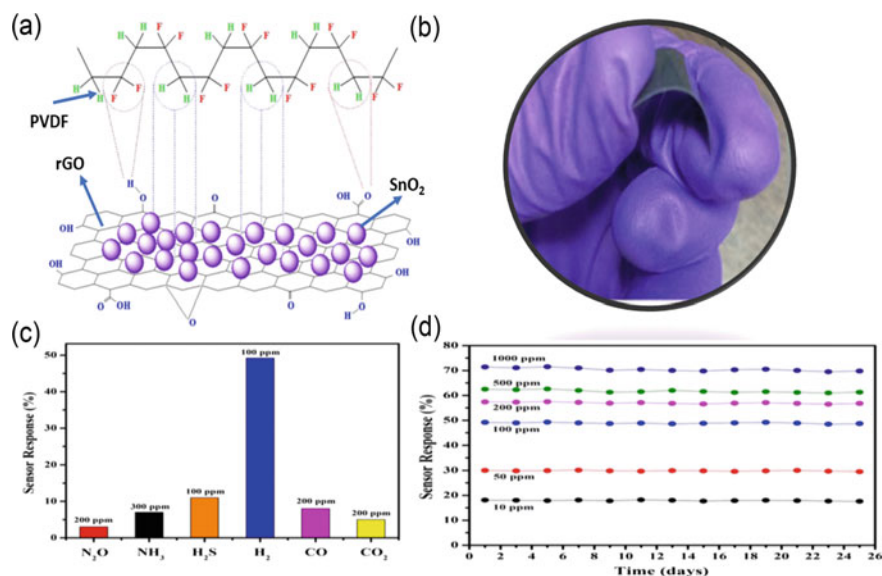 (a)
H H H H H H
F F F F F F
H F F H F F H F F H F F
H H H H
PVDF
rGO
SnO2
H
O
OH
O
OH
O
OH
OH
OH
OH
O
OH
O
O
O
H
(b)
(c)
Sensor Response (%)
50
40
30
20
10
0
200 ppm
300 ppm
100 ppm
100 ppm
200 ppm
200 ppm
N2O NH3 H2S H2 CO CO2
(d)
Sensor Response (%)
80
70
60
50
40
30
20
10
0
1000 ppm
500 ppm
200 ppm
100 ppm
50 ppm
10 ppm
0 2 4 6 8 10 12 14 16 18 20 22 24 26
Time (days)